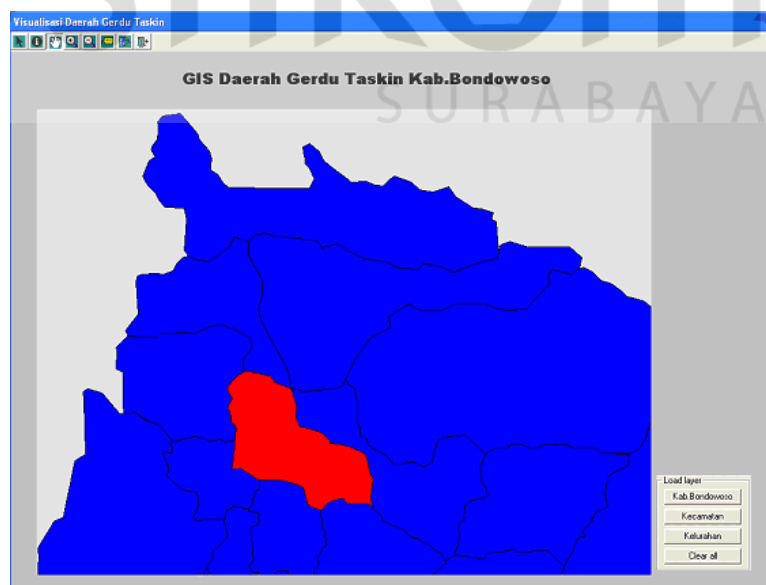 Visualisasi Daerah Gerdu Taskin
GIS Daerah Gerdu Taskin Kab.Bondowoso
SURABAYA
Load layer
Kab.Bondowoso
Kecamatan
Kelurahan
Clear all